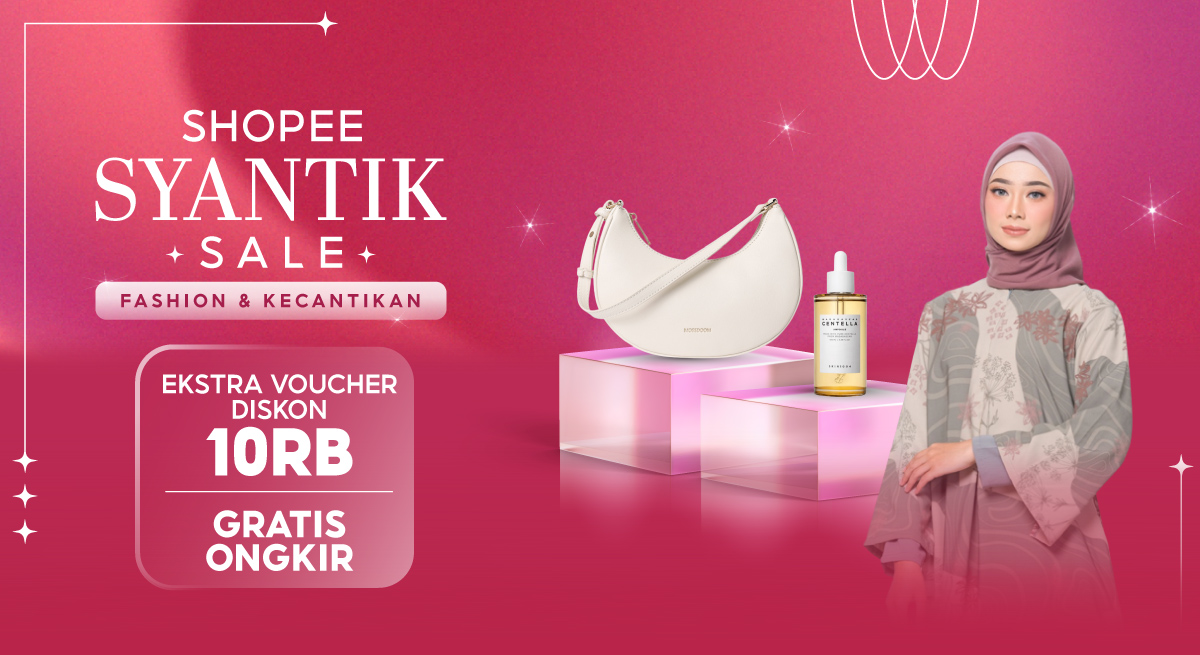 SHOPEE
SYANTIK
SALE
FASHION & KECANTIKAN
EKSTRA VOUCHER
DISKON
10RB
GRATIS
ONGKIR
CENTELLA